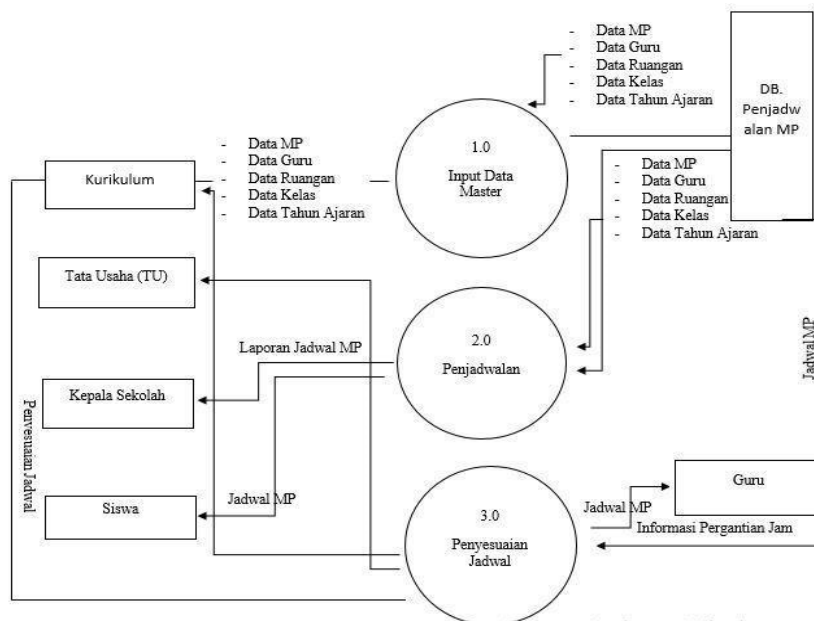 - Data MP
- Data Guru
- Data Ruangan
- Data Kelas
- Data Tahun Ajaran
DB.
Penjadw
alan MP
- Data MP
- Data Guru
- Data Ruangan
- Data Kelas
- Data Tahun Ajaran
Kurikulum
1.0
Input Data
Master
- Data MP
- Data Guru
- Data Ruangan
- Data Kelas
- Data Tahun Ajaran
Tata Usaha (TU)
2.0
Penjadwalan
Laporan Jadwal MP
Jadwal MP
Kepala Sekolah
Penyesuaian Jadwal
Siswa
Jadwal MP
3.0
Penyesuaian
Jadwal
Jadwal MP
Guru
Informasi Pergantian Jam